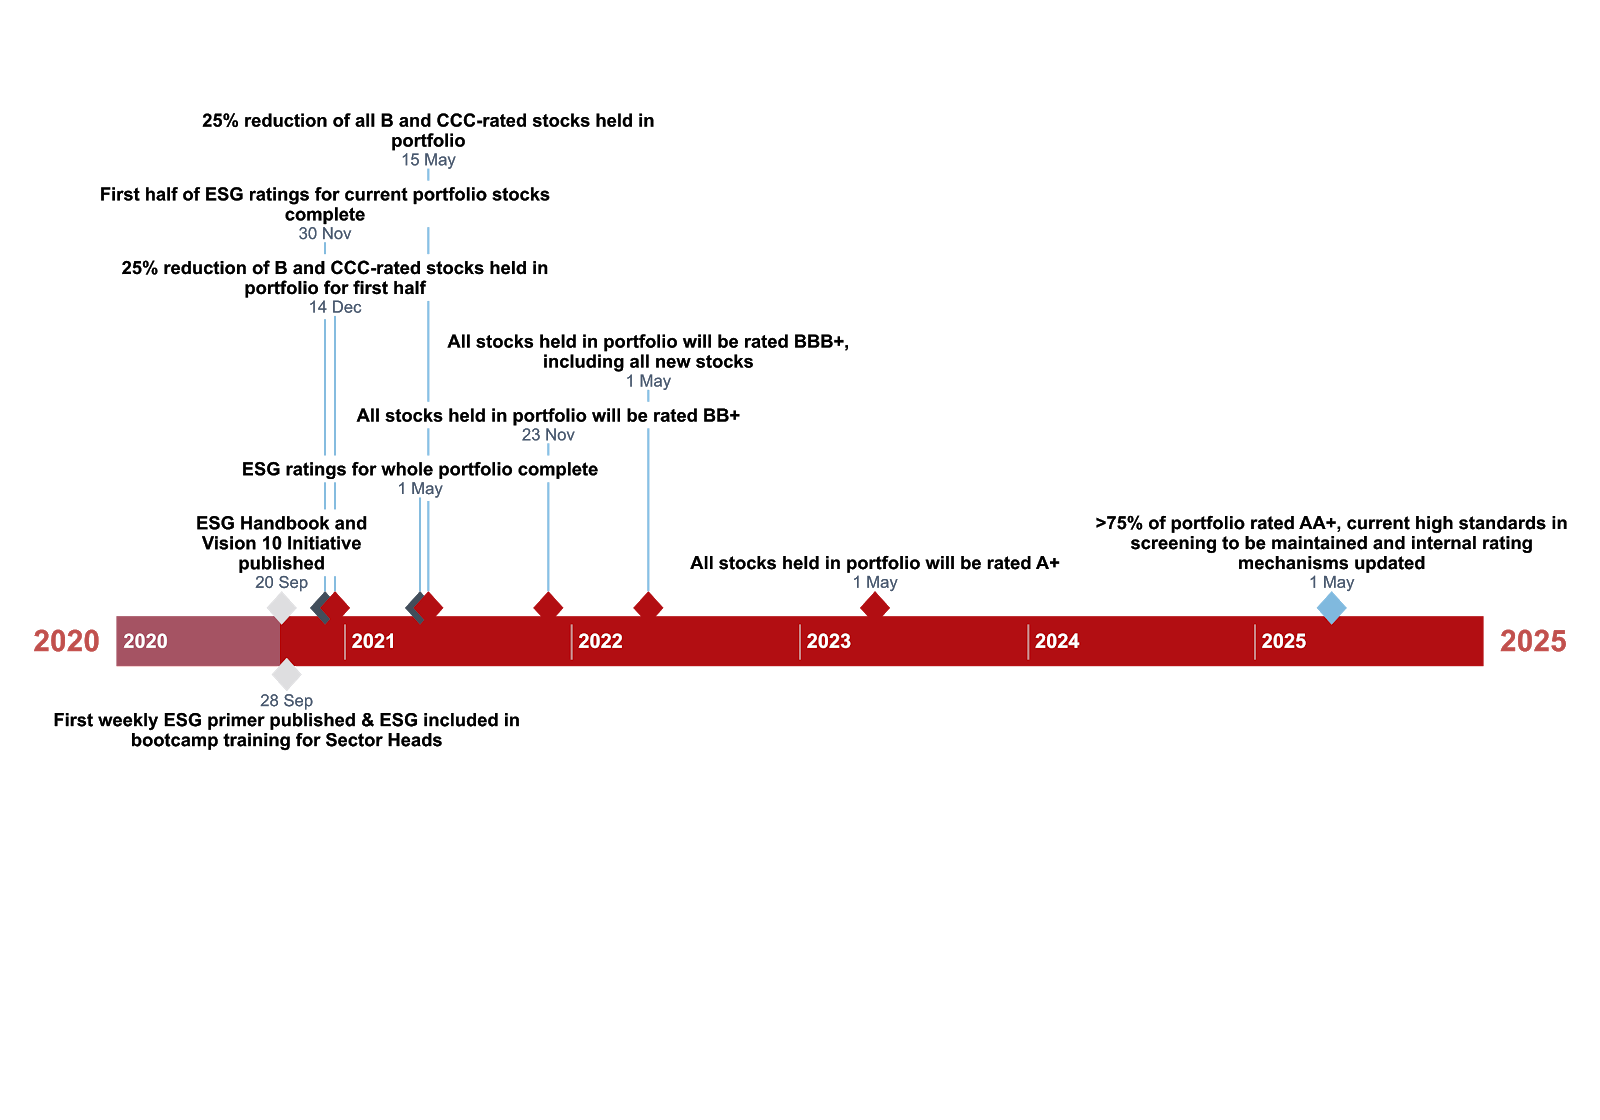 25% reduction of all B and CCC-rated stocks held in
portfolio
15 May
First half of ESG ratings for current portfolio stocks
complete
30 Nov
25% reduction of B and CCC-rated stocks held in
portfolio for first half
14 Dec
All stocks held in portfolio will be rated BBB+,
including all new stocks
1 May
All stocks held in portfolio will be rated BB+
23 Nov
ESG ratings for whole portfolio complete
1 May
ESG Handbook and
Vision 10 Initiative
published
20 Sep
All stocks held in portfolio will be rated A+
1 May
>75% of portfolio rated AA+, current high standards in
screening to be maintained and internal rating
mechanisms updated
1 May
2020 2020 2021 2022 2023 2024 2025 2025
28 Sep
First weekly ESG primer published & ESG included in
bootcamp training for Sector Heads